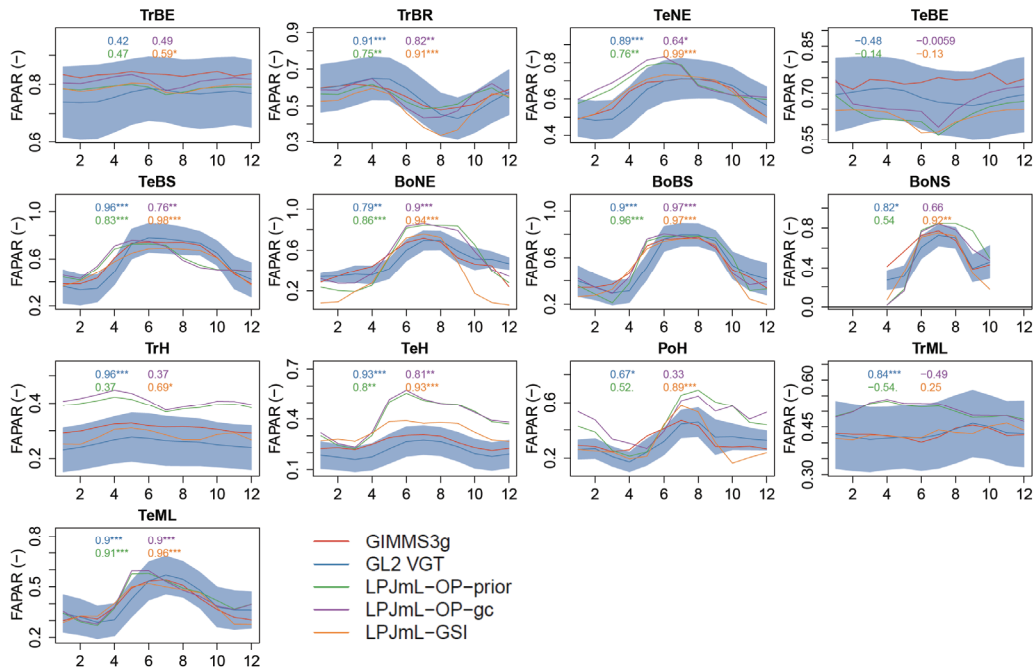 TrBE TrBR TeNE TeBE
0.42 0.49 0.91*** 0.82** 0.89*** 0.64* −0.48 −0.0059
0.47 0.59* 0.75** 0.91*** 0.76** 0.99*** −0.14 −0.13
FAPAR (−) FAPAR (−) FAPAR (−) FAPAR (−)
0.6 0.8 0.3 0.5 0.7 0.9 0.4 0.6 0.8 0.55 0.70 0.85
2 4 6 8 10 12 2 4 6 8 10 12 2 4 6 8 10 12 2 4 6 8 10 12
TeBS BoNE BoBS BoNS
0.96*** 0.76** 0.79** 0.9*** 0.9*** 0.97*** 0.82* 0.66
0.83*** 0.98*** 0.86*** 0.94*** 0.96*** 0.97*** 0.54 0.92**
FAPAR (−) FAPAR (−) FAPAR (−) FAPAR (−)
0.2 0.6 1.0 0.2 0.6 1.0 0.2 0.6 1.0 0.0 0.4 0.8
2 4 6 8 10 12 2 4 6 8 10 12 2 4 6 8 10 12 2 4 6 8 10 12
TrH TeH PoH TrML
0.96*** 0.37 0.93*** 0.81** 0.67* 0.33 0.84*** −0.49
0.37 0.69* 0.8** 0.93*** 0.52. 0.89*** −0.54. 0.25
FAPAR (−) FAPAR (−) FAPAR (−) FAPAR (−)
0.2 0.4 0.1 0.4 0.7 0.2 0.6 0.30 0.45 0.60
2 4 6 8 10 12 2 4 6 8 10 12 2 4 6 8 10 12 2 4 6 8 10 12
TeML
0.9*** 0.9***
0.91*** 0.96***
FAPAR (−)
0.2 0.5 0.8
2 4 6 8 10 12
GIMMS3g
GL2 VGT
LPJmL−OP−prior
LPJmL−OP−gc
LPJmL−GSI